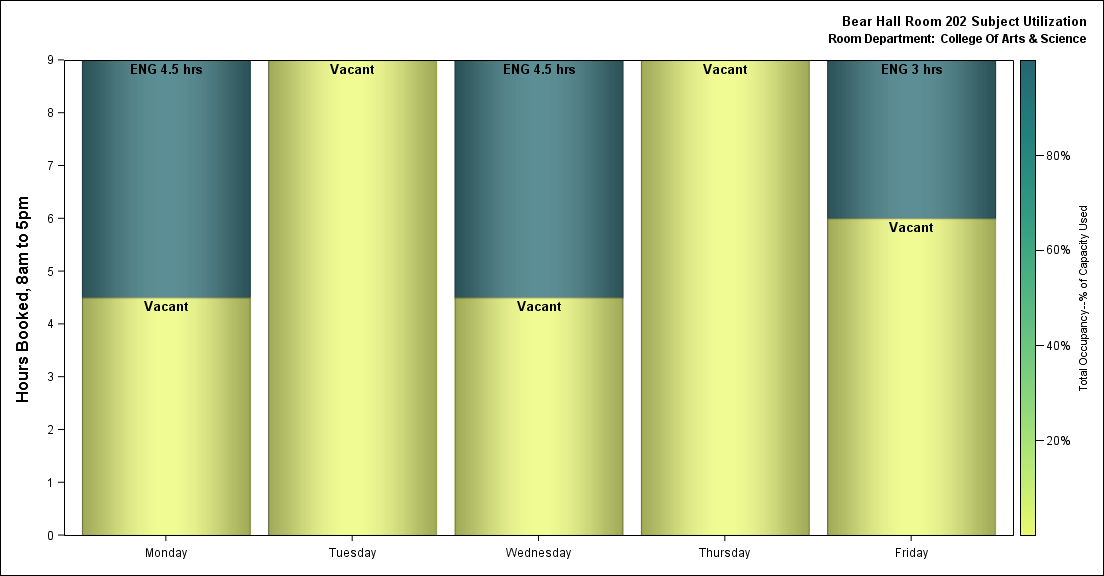 Bear Hall Room 202 Subject Utilization
Room Department: College Of Arts & Science
Hours Booked, 8am to 5pm
9
8
7
6
5
4
3
2
1
0
ENG 4.5 hrs
Vacant
Vacant
ENG 4.5 hrs
Vacant
Vacant
ENG 3 hrs
Vacant
Monday
Tuesday
Wednesday
Thursday
Friday
80%
60%
40%
20%
Total Occupancy--% of Capacity Used